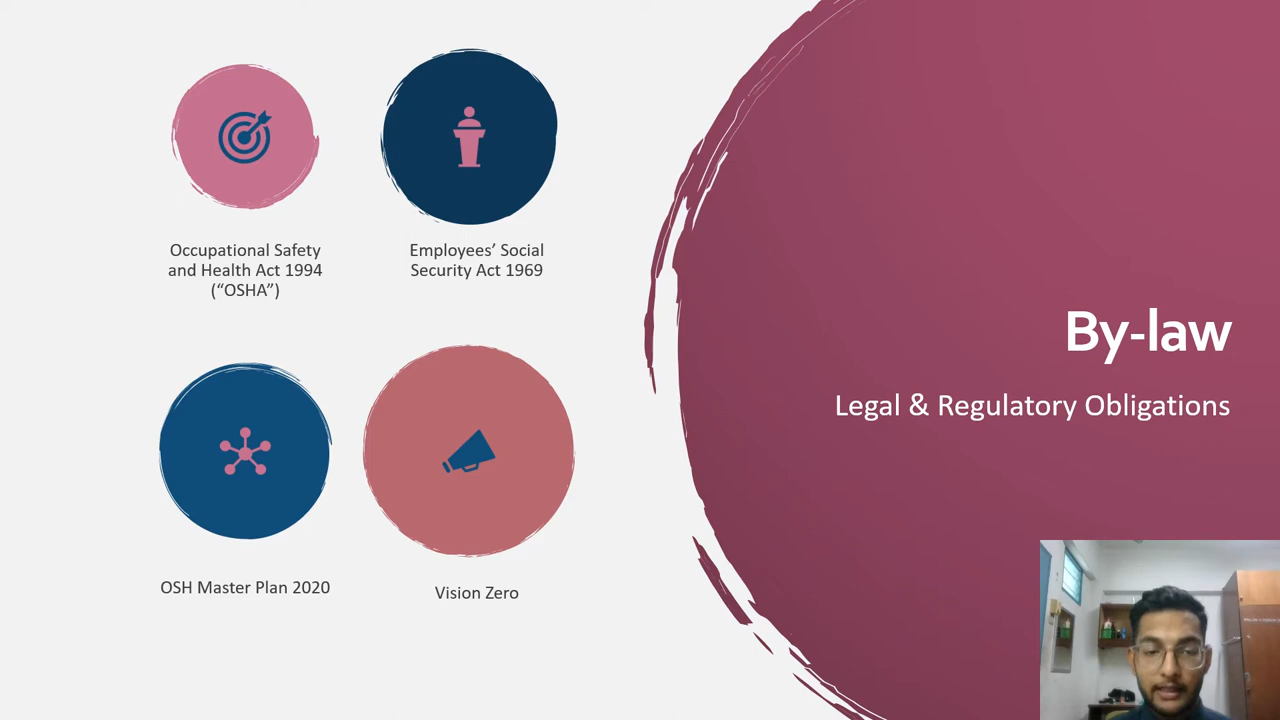 Occupational Safety
and Health Act 1994
(“OSHA”)
Employees’ Social
Security Act 1969
OSH Master Plan 2020
Vision Zero
By-law
Legal & Regulatory Obligations